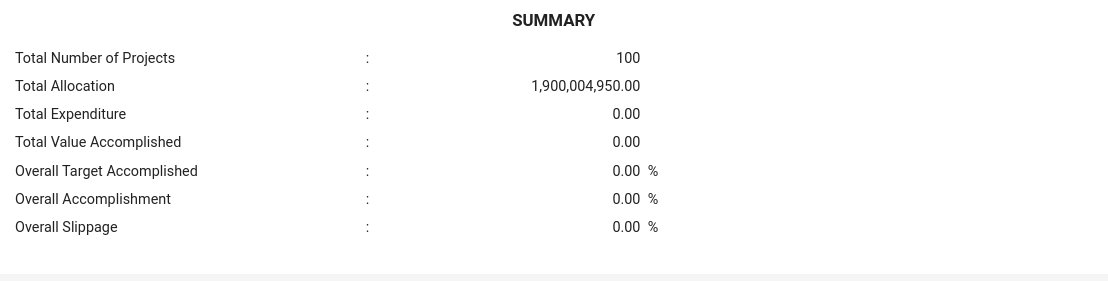 SUMMARY
Total Number of Projects : 100
Total Allocation : 1,900,004,950.00
Total Expenditure : 0.00
Total Value Accomplished : 0.00
Overall Target Accomplished : 0.00 %
Overall Accomplishment : 0.00 %
Overall Slippage : 0.00 %